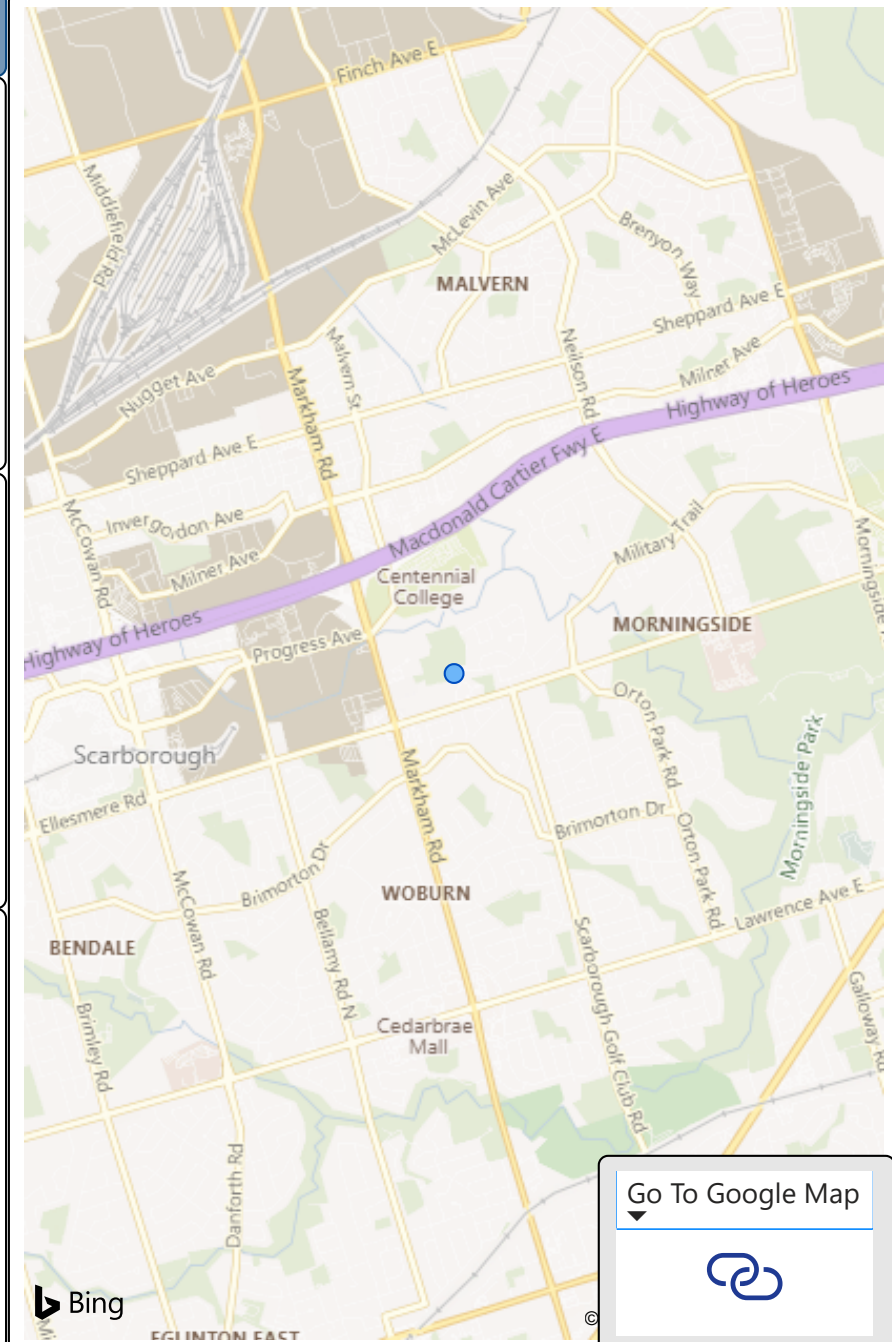 Finch Ave E
Middlefield Rd
McLevin Ave
Brenyon Way
MALVERN
Sheppard Ave E
Neilson Rd
Milner Ave
Malvern St
Nugget Ave
Markham Rd
Highway of Heroes
Sheppard Ave E
Macdonald Cartier Fwy E
McCowan Rd
Invergordon Ave
Military Trail
Morningside
Milner Ave
Centennial
College
Highway of Heroes
Progress Ave
MORNINGSIDE
Orton Park Rd
Scarborough
Morningside Park
Markham Rd
Ellesmere Rd
Brimorton Dr
Orton Park Rd
Brimorton Dr
McCowan Rd
WOBURN
Lawrence Ave E
Bellamy Rd N
BENDALE
Scarborough Golf Club Rd
Galloway Rd
Brimley Rd
Cedarbrae
Mall
Danforth Rd
Go To Google Map
Bing
©
EGLINTON EAST